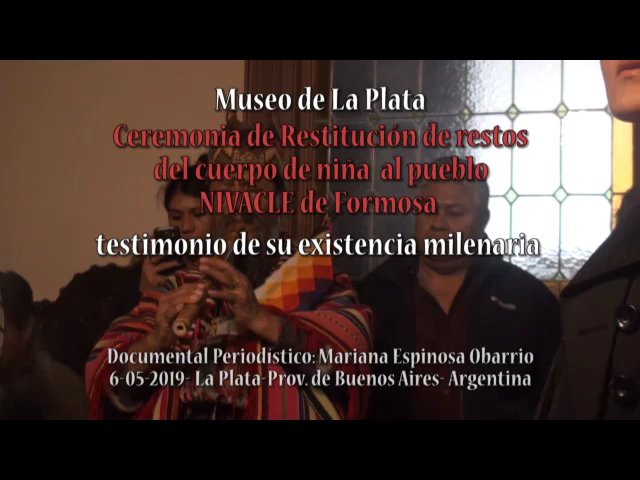 Museo de La Plata
Ceremonia de Restitución de restos
del cuerpo de niña al pueblo
NIVACLE de Formosa
testimonio de su existencia milenaria
Documental Periodístico: Mariana Espinosa Obarrio
6-05-2019- La Plata-Prov. de Buenos Aires- Argentina